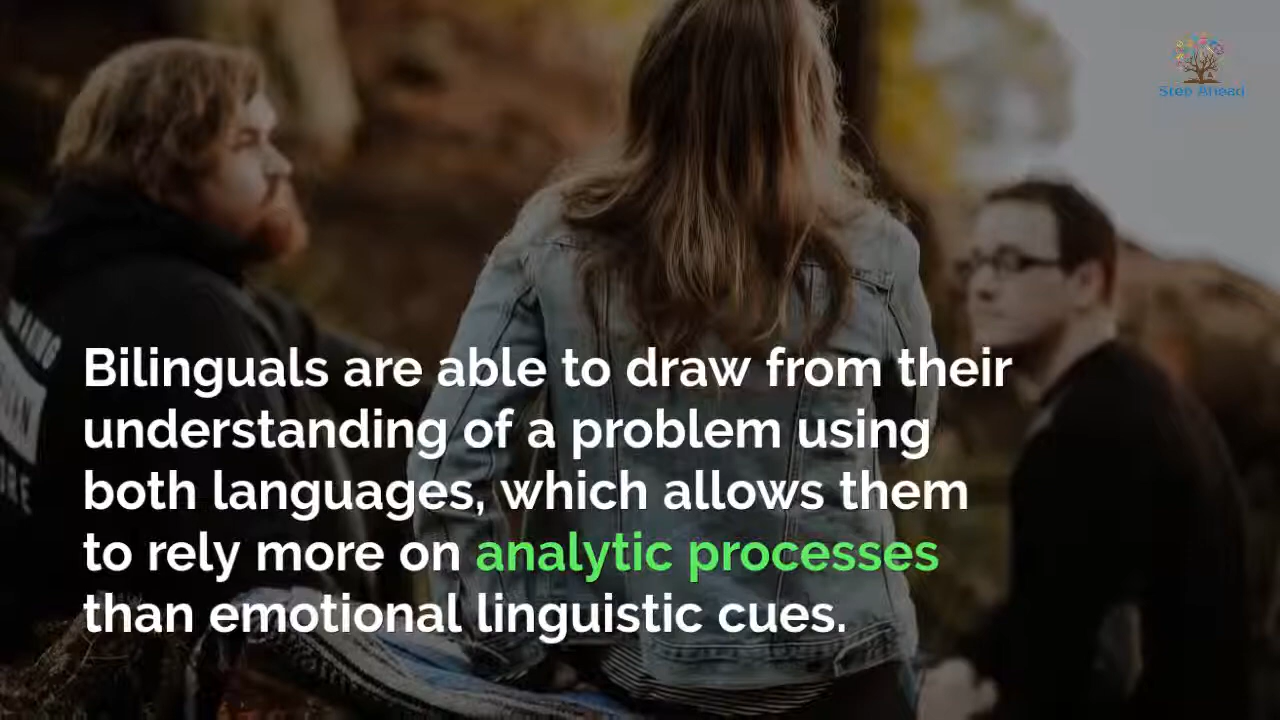 Step Ahead
Bilinguals are able to draw from their
understanding of a problem using
both languages, which allows them
to rely more on analytic processes
than emotional linguistic cues.